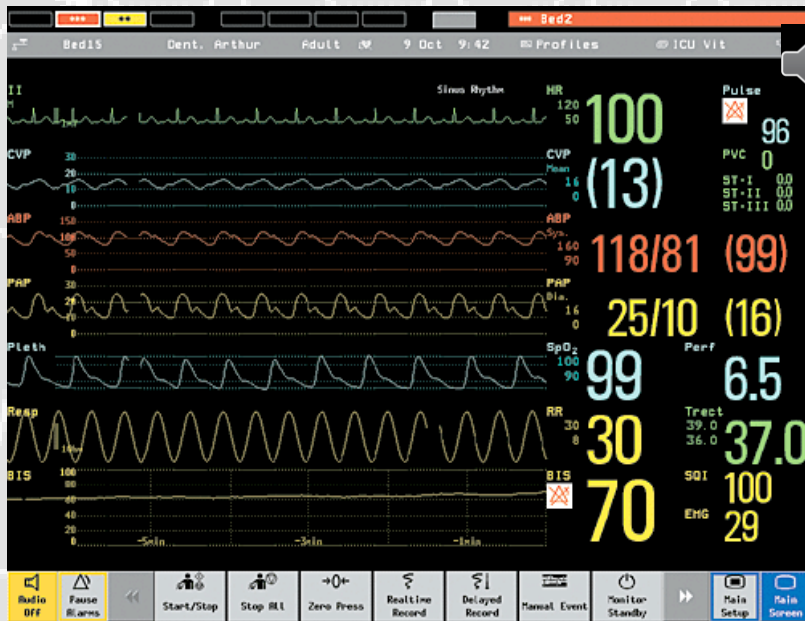 *** ** *** Bed2
Bed15 Dent, Arthur Adult 9 Oct 9:42 Profiles ICU Vit
II Sinus Rhythm HR Pulse
M 120 50 100 96
1mV
PVC 0
CVP 30 20 10 0 CVP Mean 16 0 (13)
ST-I 0.0
ST-II 0.0
ST-III 0.0
ABP 150 100 50 0 ABP Sys. 160 90 118/81 (99)
PAP 30 20 10 0 PAP Dia. 16 0 25/10 (16)
Pleth SpO₂ 100 90 99 Perf 6.5
Resp RR 30 8 30 Trect 39.0 36.0 37.0
BIS 100 80 60 40 20 0 BIS 70 SQI 100
EMG 29
-5min -3min -1min
Audio Off
Pause Alarms
Start/Stop
Stop All
→0← Zero Press
Realtime Record
Delayed Record
Manual Event
Monitor Standby
Main Setup
Main Screen